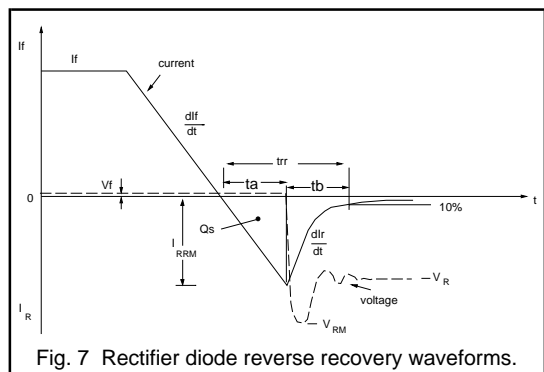 If
If
current
dIf
dt
trr
ta
tb
Vf
0
t
10%
Qs
I RRM
dIr
dt
V R
voltage
I R
V RM
Fig. 7 Rectifier diode reverse recovery waveforms.